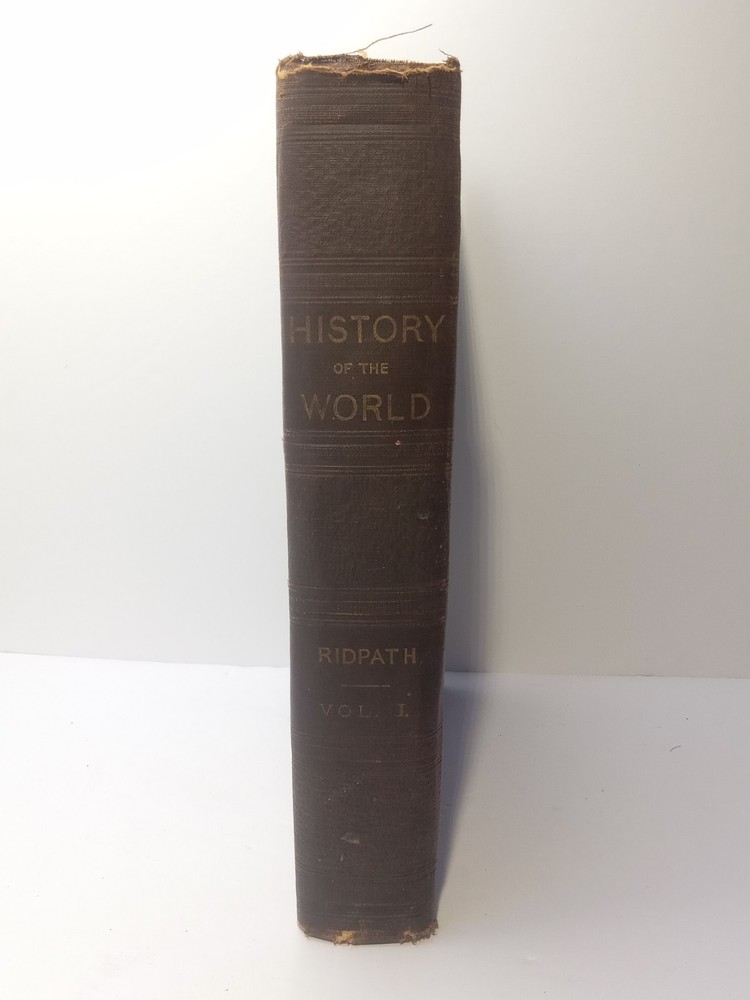 HISTORY
OF THE
WORLD
RIDPATH.
VOL. I.